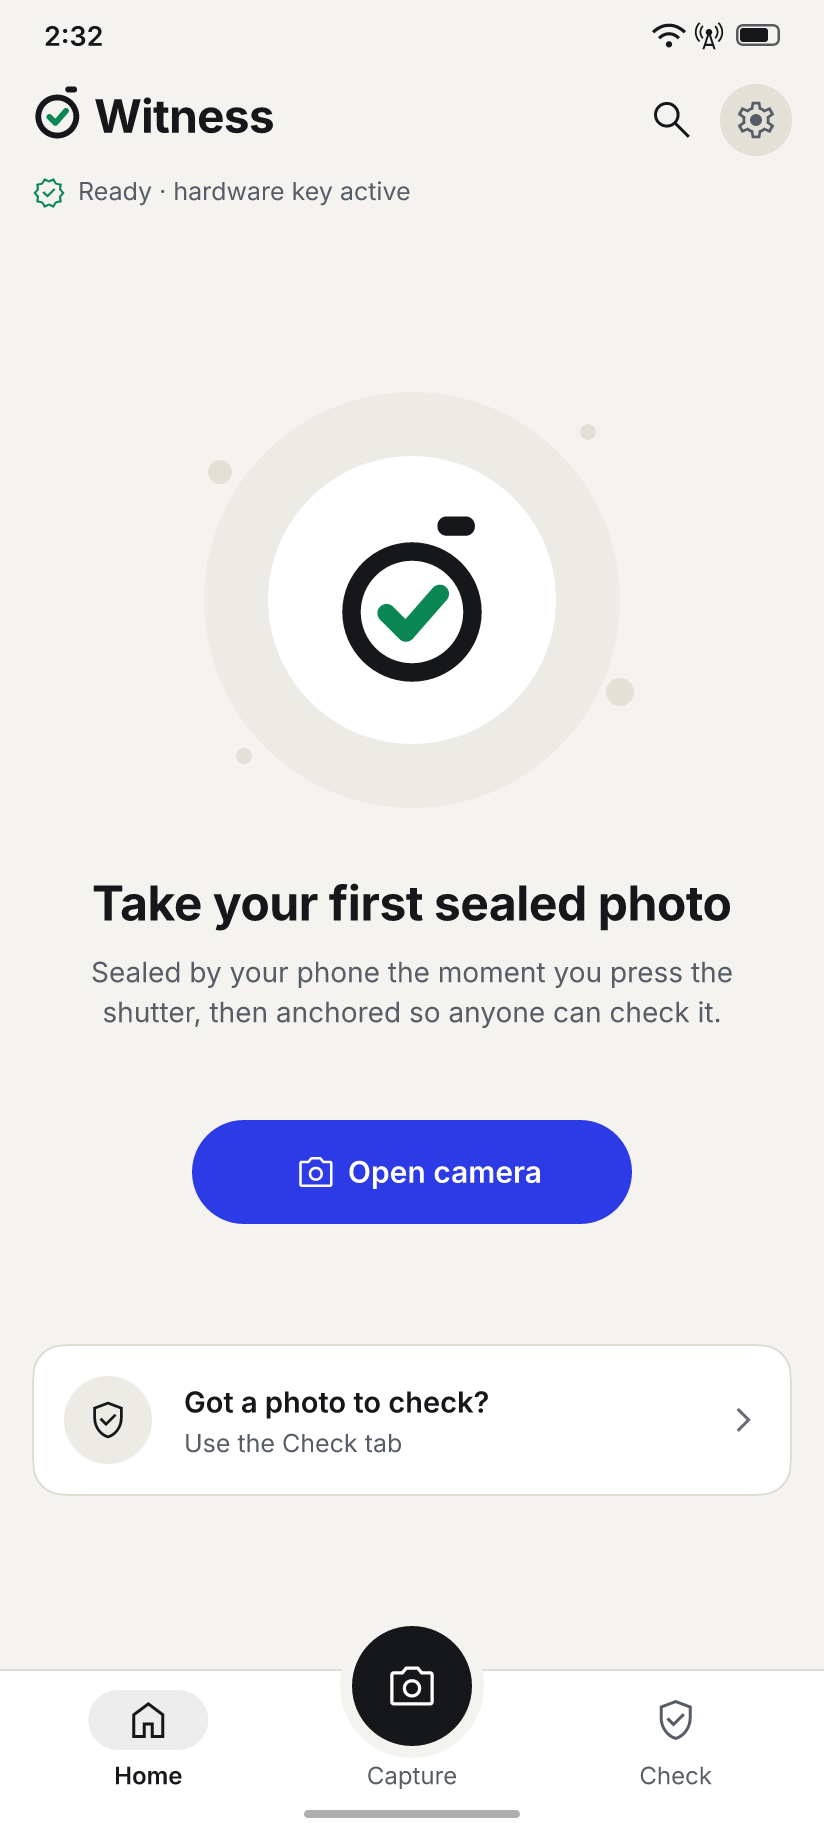 2:32
Witness
Ready · hardware key active
Take your first sealed photo
Sealed by your phone the moment you press the
shutter, then anchored so anyone can check it.
Open camera
Got a photo to check?
Use the Check tab
Home
Capture
Check